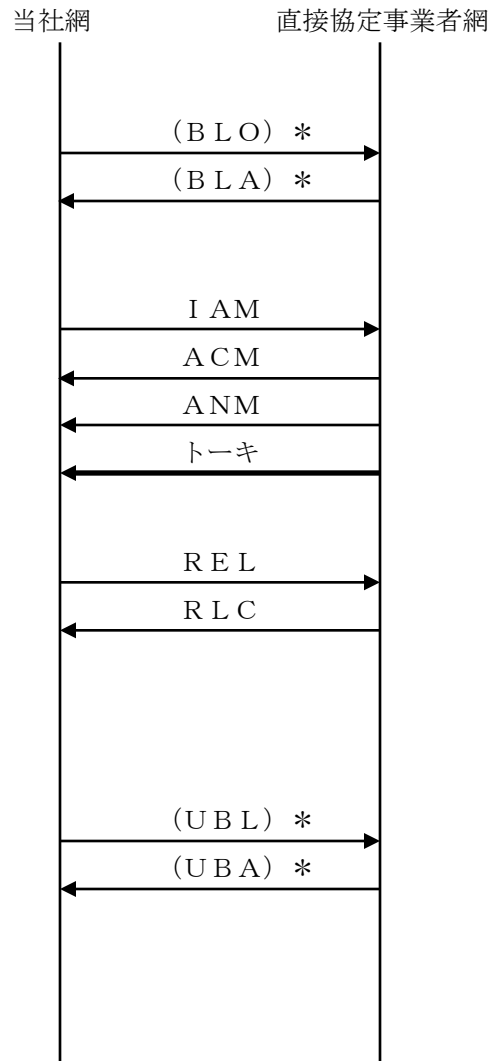 当社網
直接協定事業者網
（ＢＬＯ）＊
（ＢＬＡ）＊
ＩＡＭ
ＡＣＭ
ＡＮＭ
トーキ
ＲＥＬ
ＲＬＣ
（ＵＢＬ）＊
（ＵＢＡ）＊